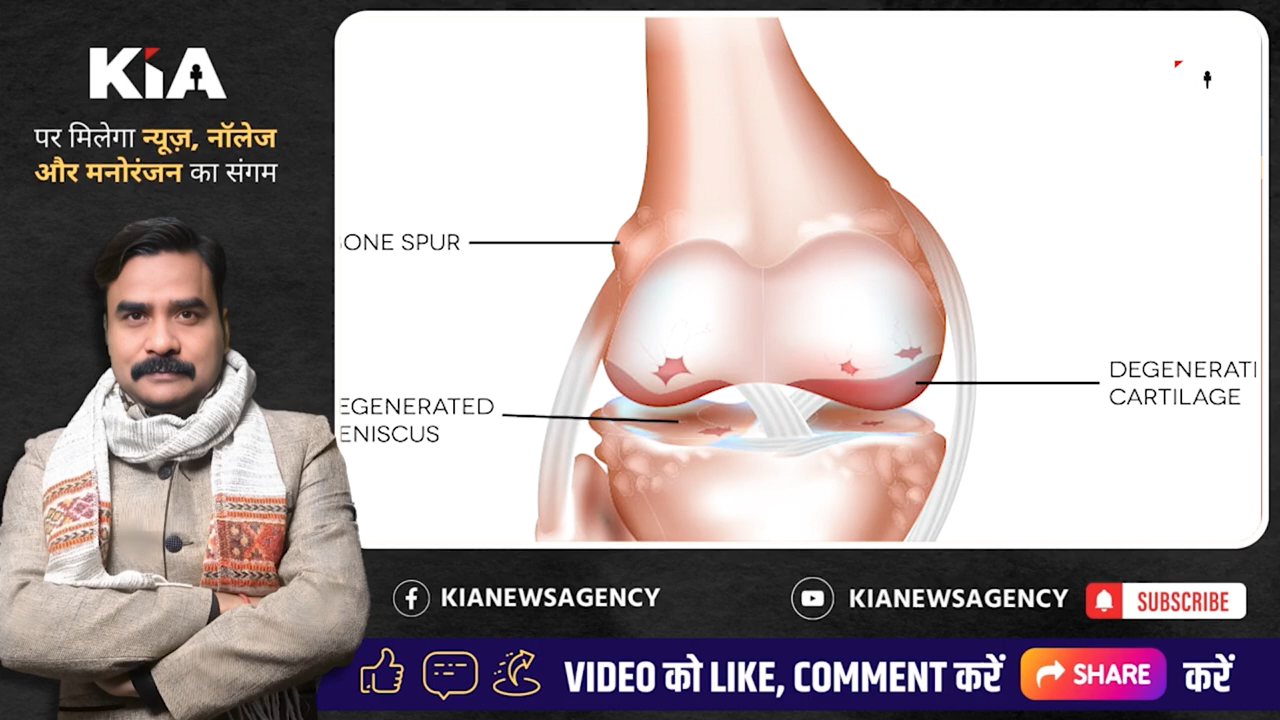 KiA
पर मिलेगा न्यूज़, नॉलेज
और मनोरंजन का संगम
ONE SPUR
EGENERATED
ENISCUS
DEGENERATI
CARTILAGE
KIANEWSAGENCY
KIANEWSAGENCY
SUBSCRIBE
VIDEO को LIKE, COMMENT करें SHARE करें